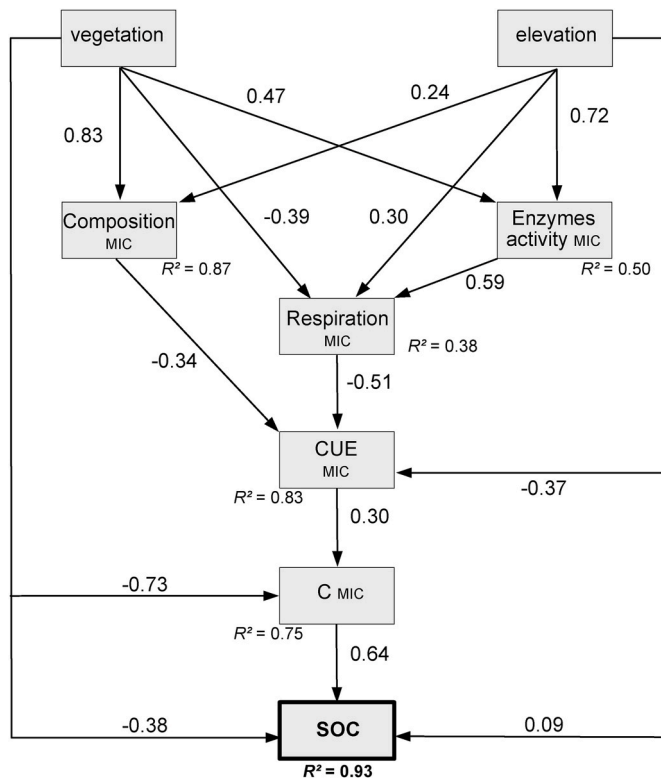 vegetation
elevation
0.47
0.24
0.83
0.72
Composition
MIC
-0.39
0.30
Enzymes
activity MIC
R² = 0.87
R² = 0.50
0.59
Respiration
MIC
R² = 0.38
-0.34
-0.51
CUE
MIC
-0.37
R² = 0.83
0.30
-0.73
C MIC
R² = 0.75
0.64
-0.38
SOC
0.09
R² = 0.93